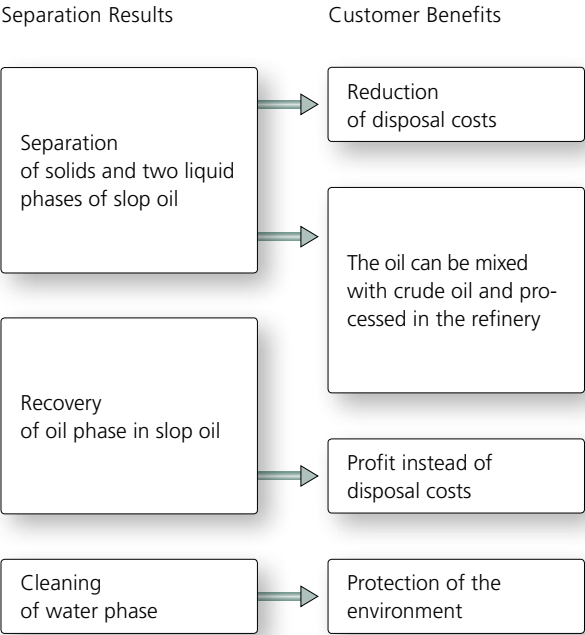 Separation Results
Customer Benefits
Separation
of solids and two liquid
phases of slop oil
Reduction
of disposal costs
The oil can be mixed
with crude oil and pro-
cessed in the refinery
Recovery
of oil phase in slop oil
Profit instead of
disposal costs
Cleaning
of water phase
Protection of the
environment